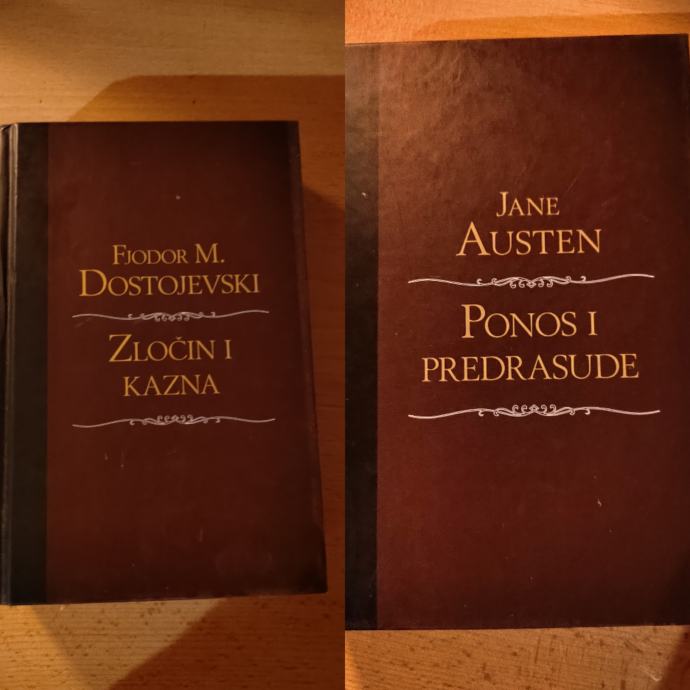 Fjodor M.
Dostojevski
Zločin i
kazna
Jane
Austen
Ponos i
predrasude